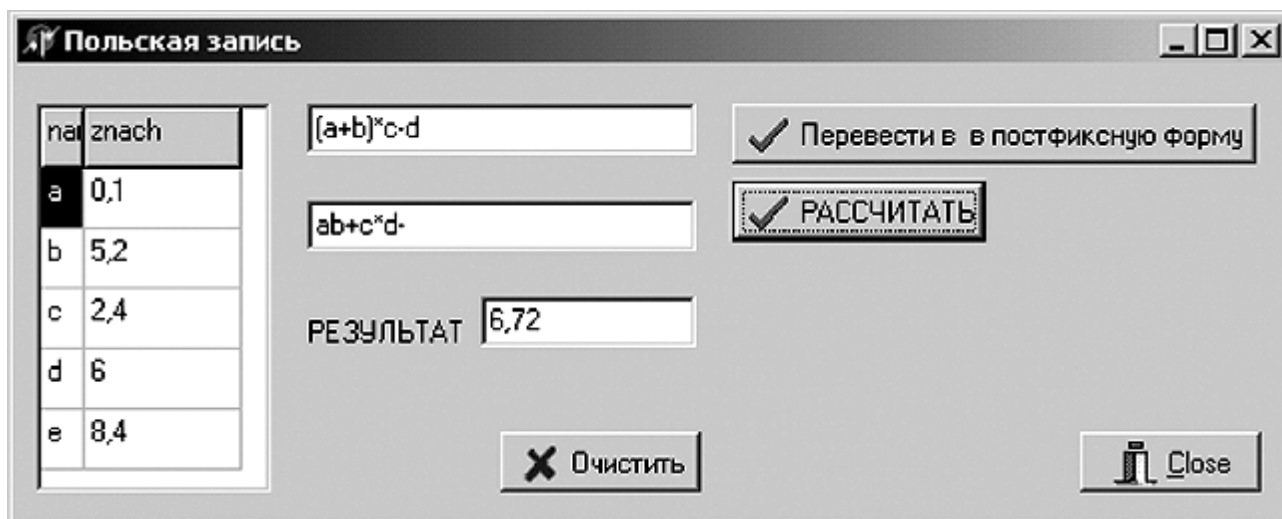 Польская запись
nai znach
a 0,1
b 5,2
c 2,4
d 6
e 8,4
(a+b)*c-d
ab+c*d-
РЕЗУЛЬТАТ 6,72
Перевести в в постфиксную форму
РАССЧИТАТЬ
Очистить
Close